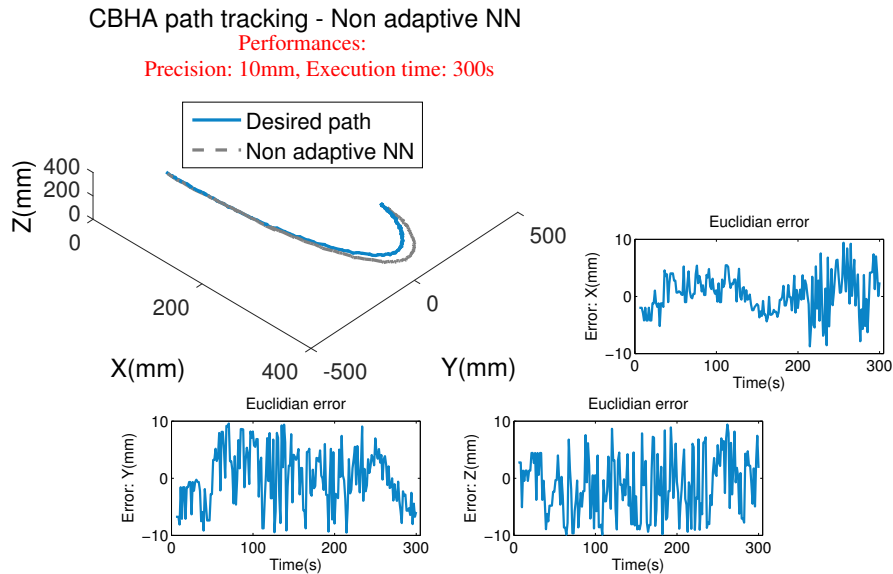 CBHA path tracking - Non adaptive NN
Performances:
Precision: 10mm, Execution time: 300s
Desired path
Non adaptive NN
Z(mm)
400
200
0
0
200
400
X(mm)
-500
0
500
Y(mm)
Euclidian error
Error: X(mm)
10
0
-10
0
100
200
300
Time(s)
Euclidian error
Error: Y(mm)
10
0
-10
0
100
200
300
Time(s)
Euclidian error
Error: Z(mm)
10
0
-10
0
100
200
300
Time(s)